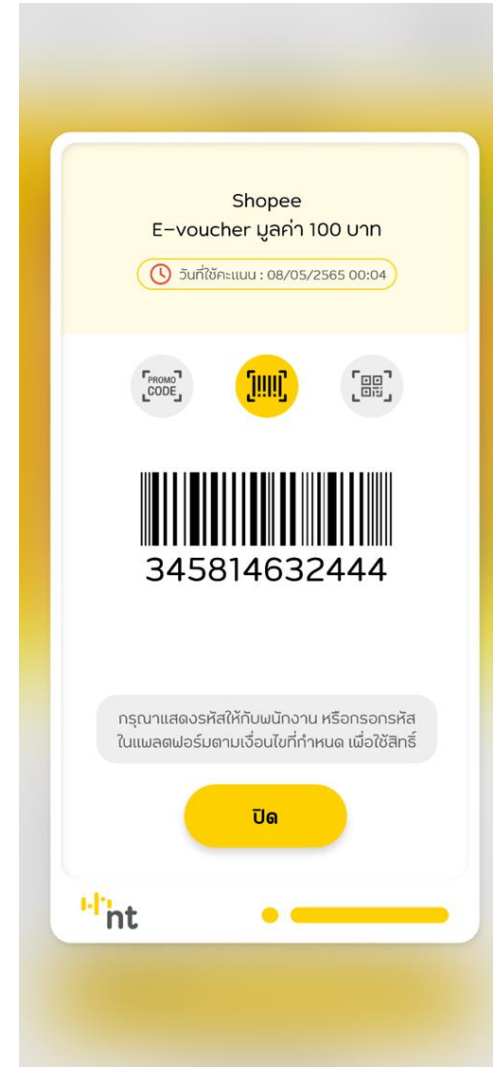 Shopee
E-voucher มูลค่า 100 บาท
วันที่ใช้คะแนน : 08/05/2565 00:04
PROMO
CODE
345814632444
กรุณาแสดงรหัสให้กับพนักงาน หรือกรอกรหัส
ในแพลตฟอร์มตามเงื่อนไขที่กำหนด เพื่อใช้สิทธิ์
ปิด
nt